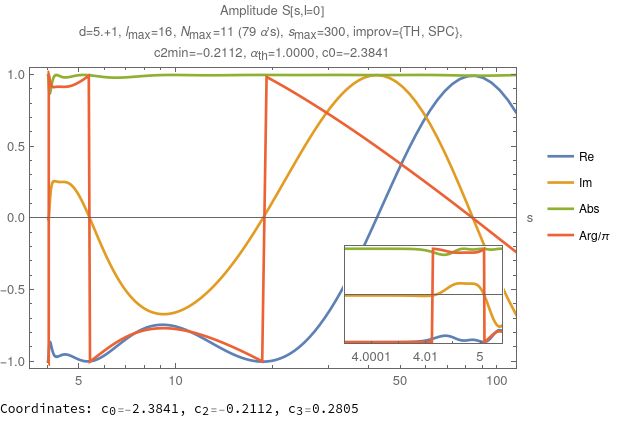 Amplitude S[s,l=0]
d=5.+1, lmax=16, Nmax=11 (79 α's), smax=300, improv={TH, SPC},
c2min=-0.2112, αth=1.0000, c0=-2.3841
1.0
0.5
0.0
-0.5
-1.0
5
10
50
100
s
4.0001
4.01
5
Re
Im
Abs
Arg/π
Coordinates: c0=-2.3841, c2=-0.2112, c3=0.2805